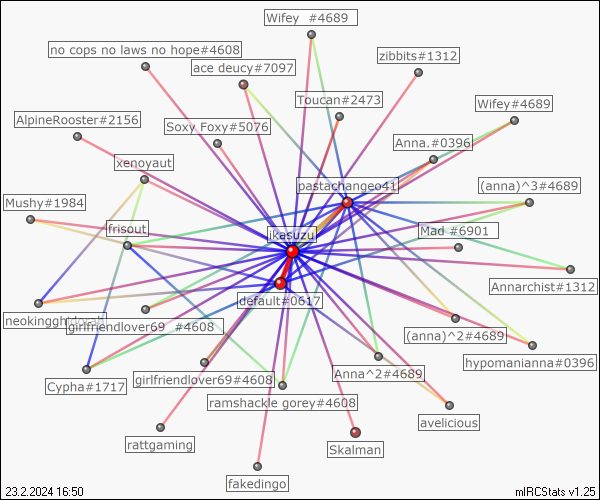 Wifey #4689
no cops no laws no hope#4608
zibbits#1312
ace deucy#7097
Toucan#2473
Wifey#4689
AlpineRooster#2156
Soxy Foxy#5076
Anna.#0396
xenoyaut
pastachangeo41
(anna)^3#4689
Mushy#1984
frisout
ikasuzu
Mad #6901
Annarchist#1312
default#0617
girlfriendlover69 #4608
(anna)^2#4689
hypomanianna#0396
Cypha#1717
girlfriendlover69#4608
Anna^2#4689
ramshackle gorey#4608
avelicious
rattgaming
Skalman
fakedingo
23.2.2024 16:50
mIRCStats v1.25